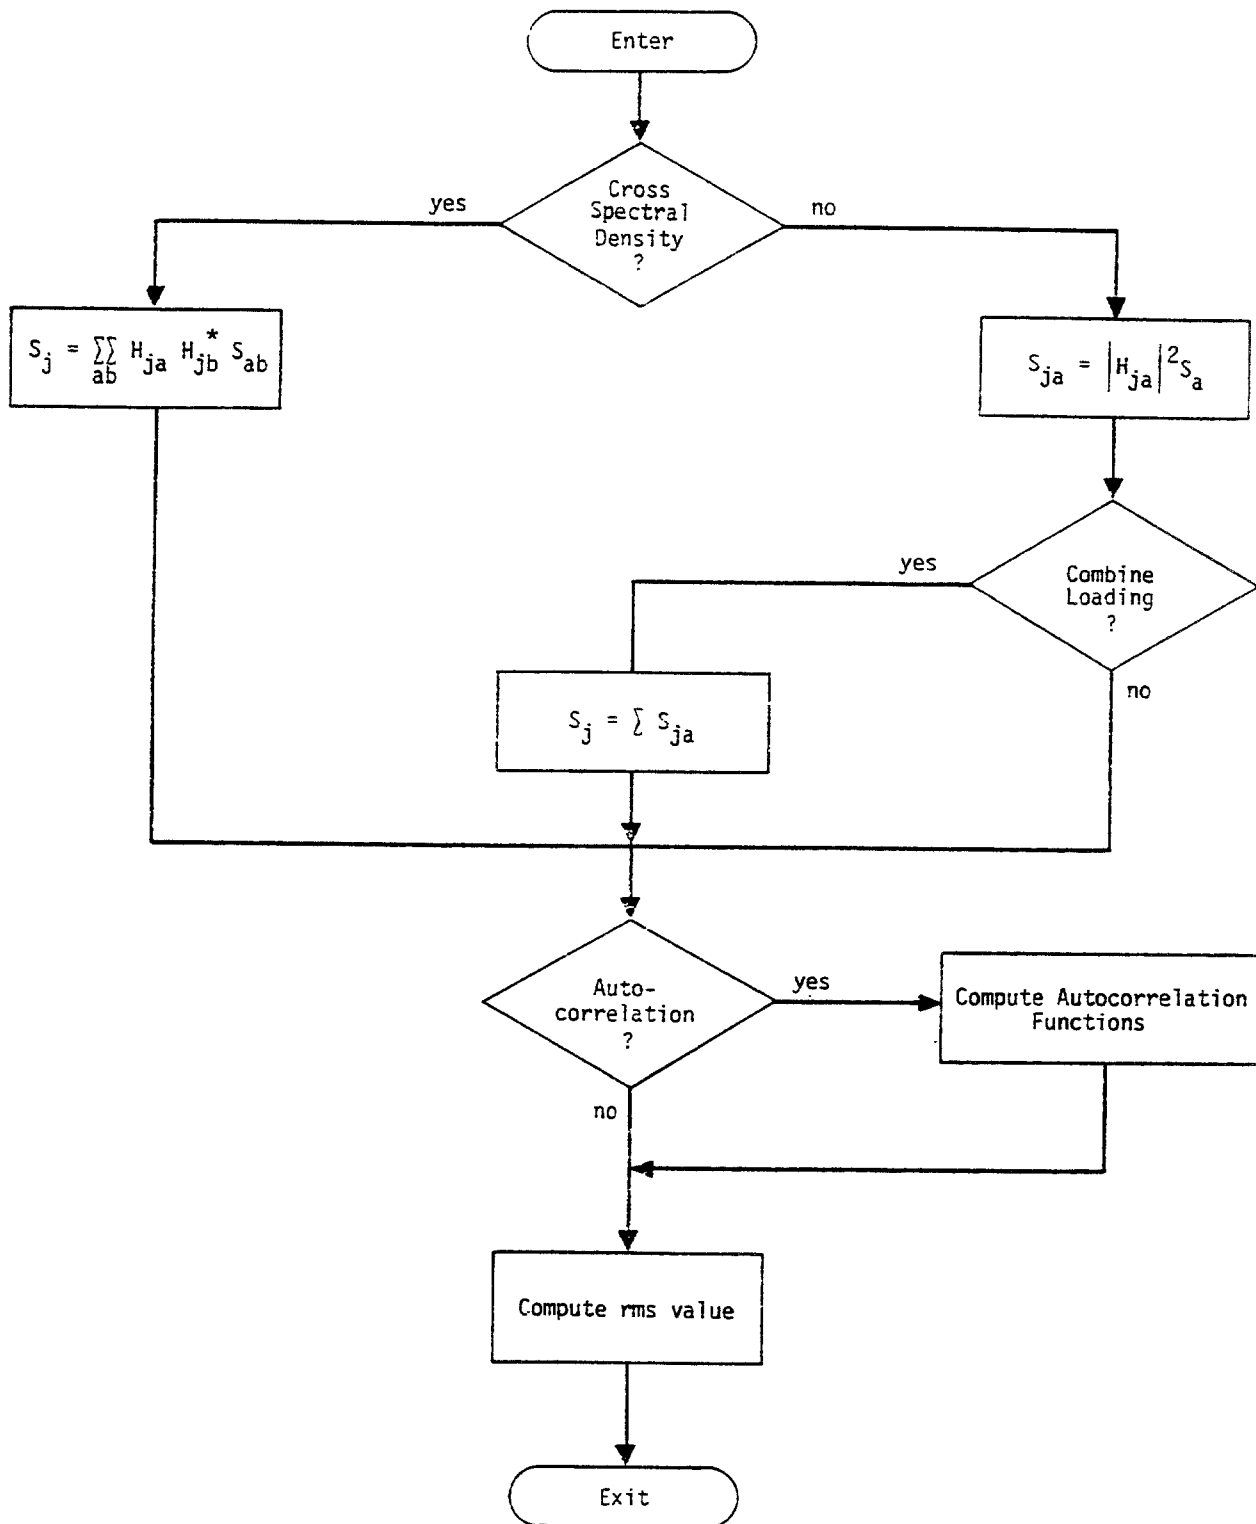 Enter
Cross
Spectral
Density
?
yes
no
S_j = ∑∑ H_ja H_jb^* S_ab
ab
S_ja = |H_ja|^2 S_a
yes
Combine
Loading
?
no
S_j = ∑ S_ja
Auto-
correlation
?
yes
Compute Autocorrelation
Functions
no
Compute rms value
Exit